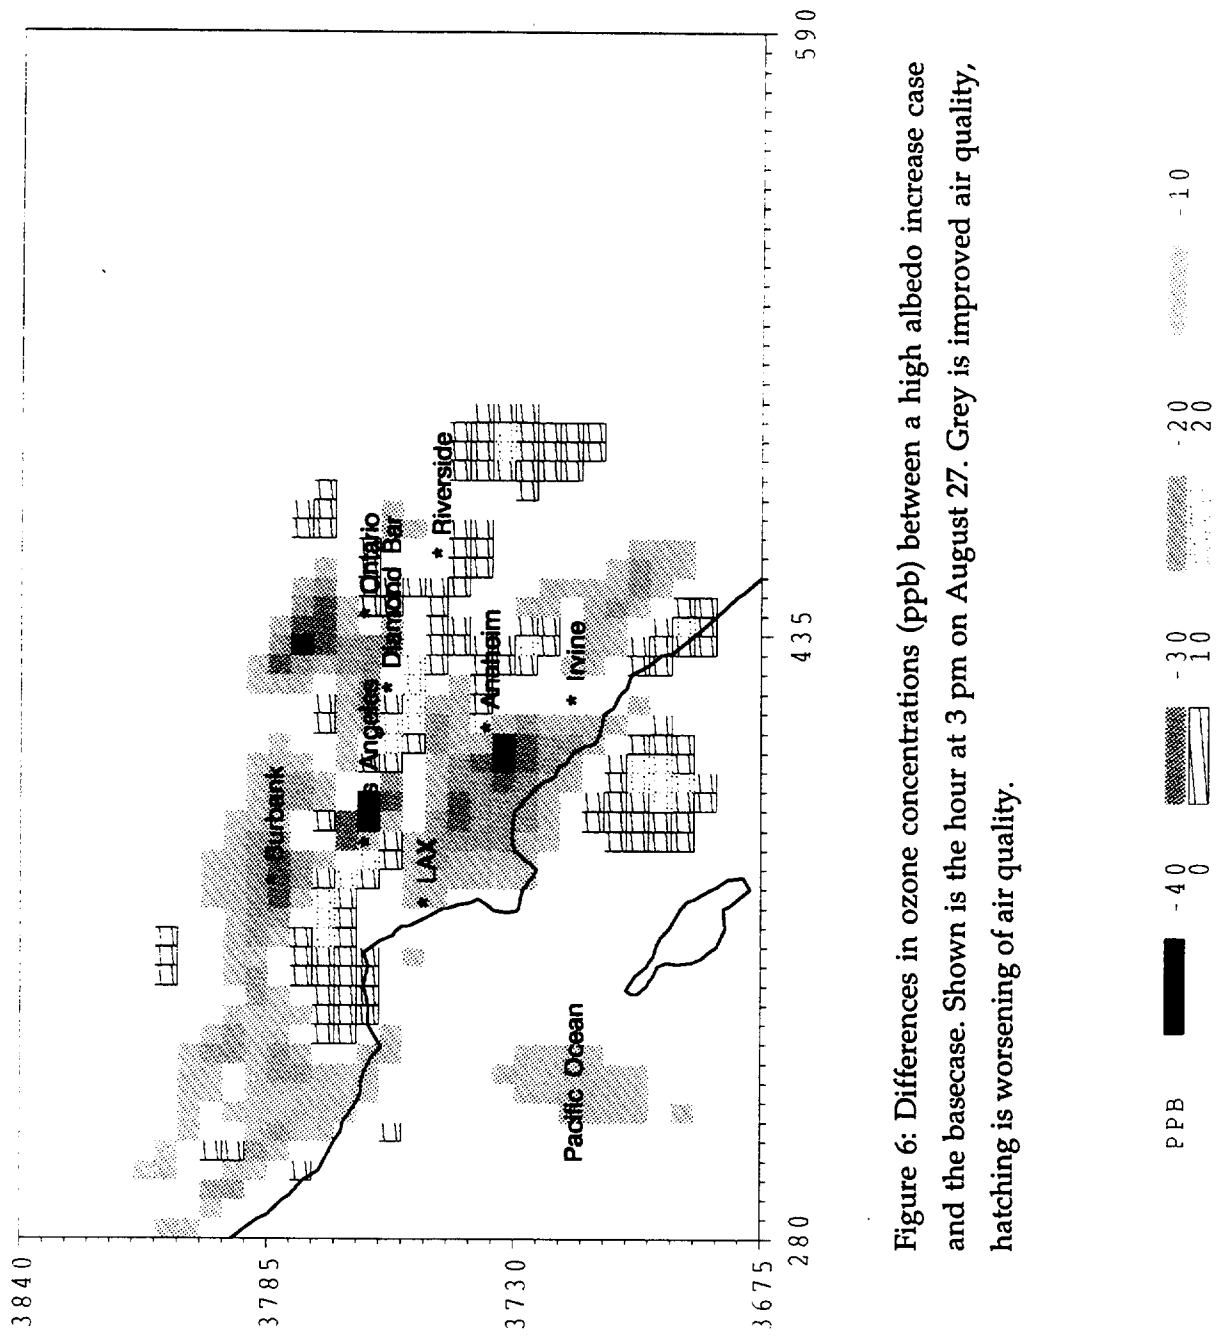 3840
3785
3730
3675
280
435
590
Burbank
s Angeles
* Ontario
* Diamond Bar
* Riverside
* LAX
* Anaheim
* Irvine
Pacific Ocean
Figure 6: Differences in ozone concentrations (ppb) between a high albedo increase case
and the basecase. Shown is the hour at 3 pm on August 27. Grey is improved air quality,
hatching is worsening of air quality.
PPB -40 -30 -20 -10
0 10 20